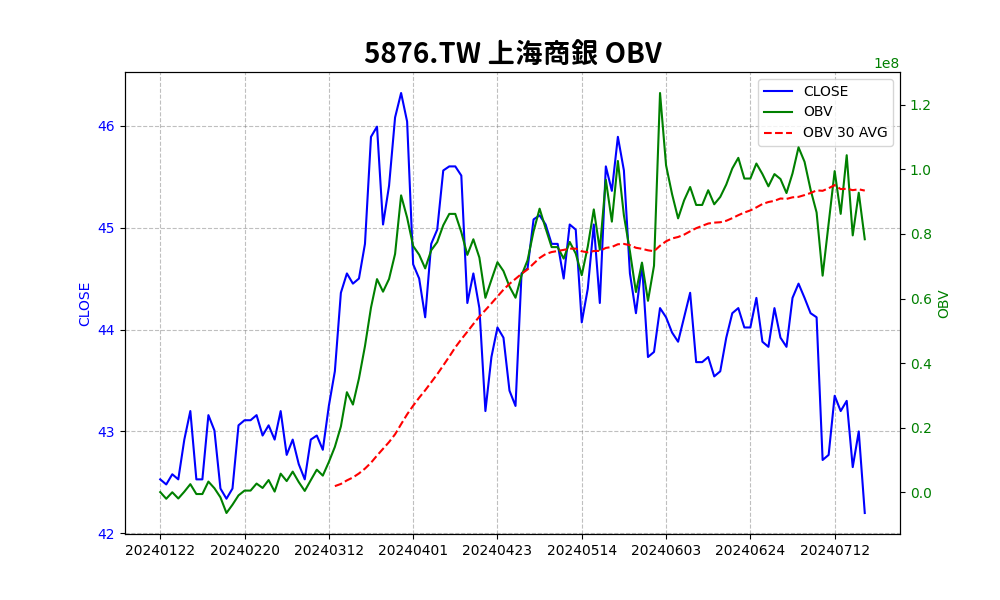 5876.TW 上海商銀 OBV
1e8
CLOSE
OBV
OBV 30 AVG
46
45
44
43
42
CLOSE
1.2
1.0
0.8
0.6
0.4
0.2
0.0
OBV
20240122 20240220 20240312 20240401 20240423 20240514 20240603 20240624 20240712